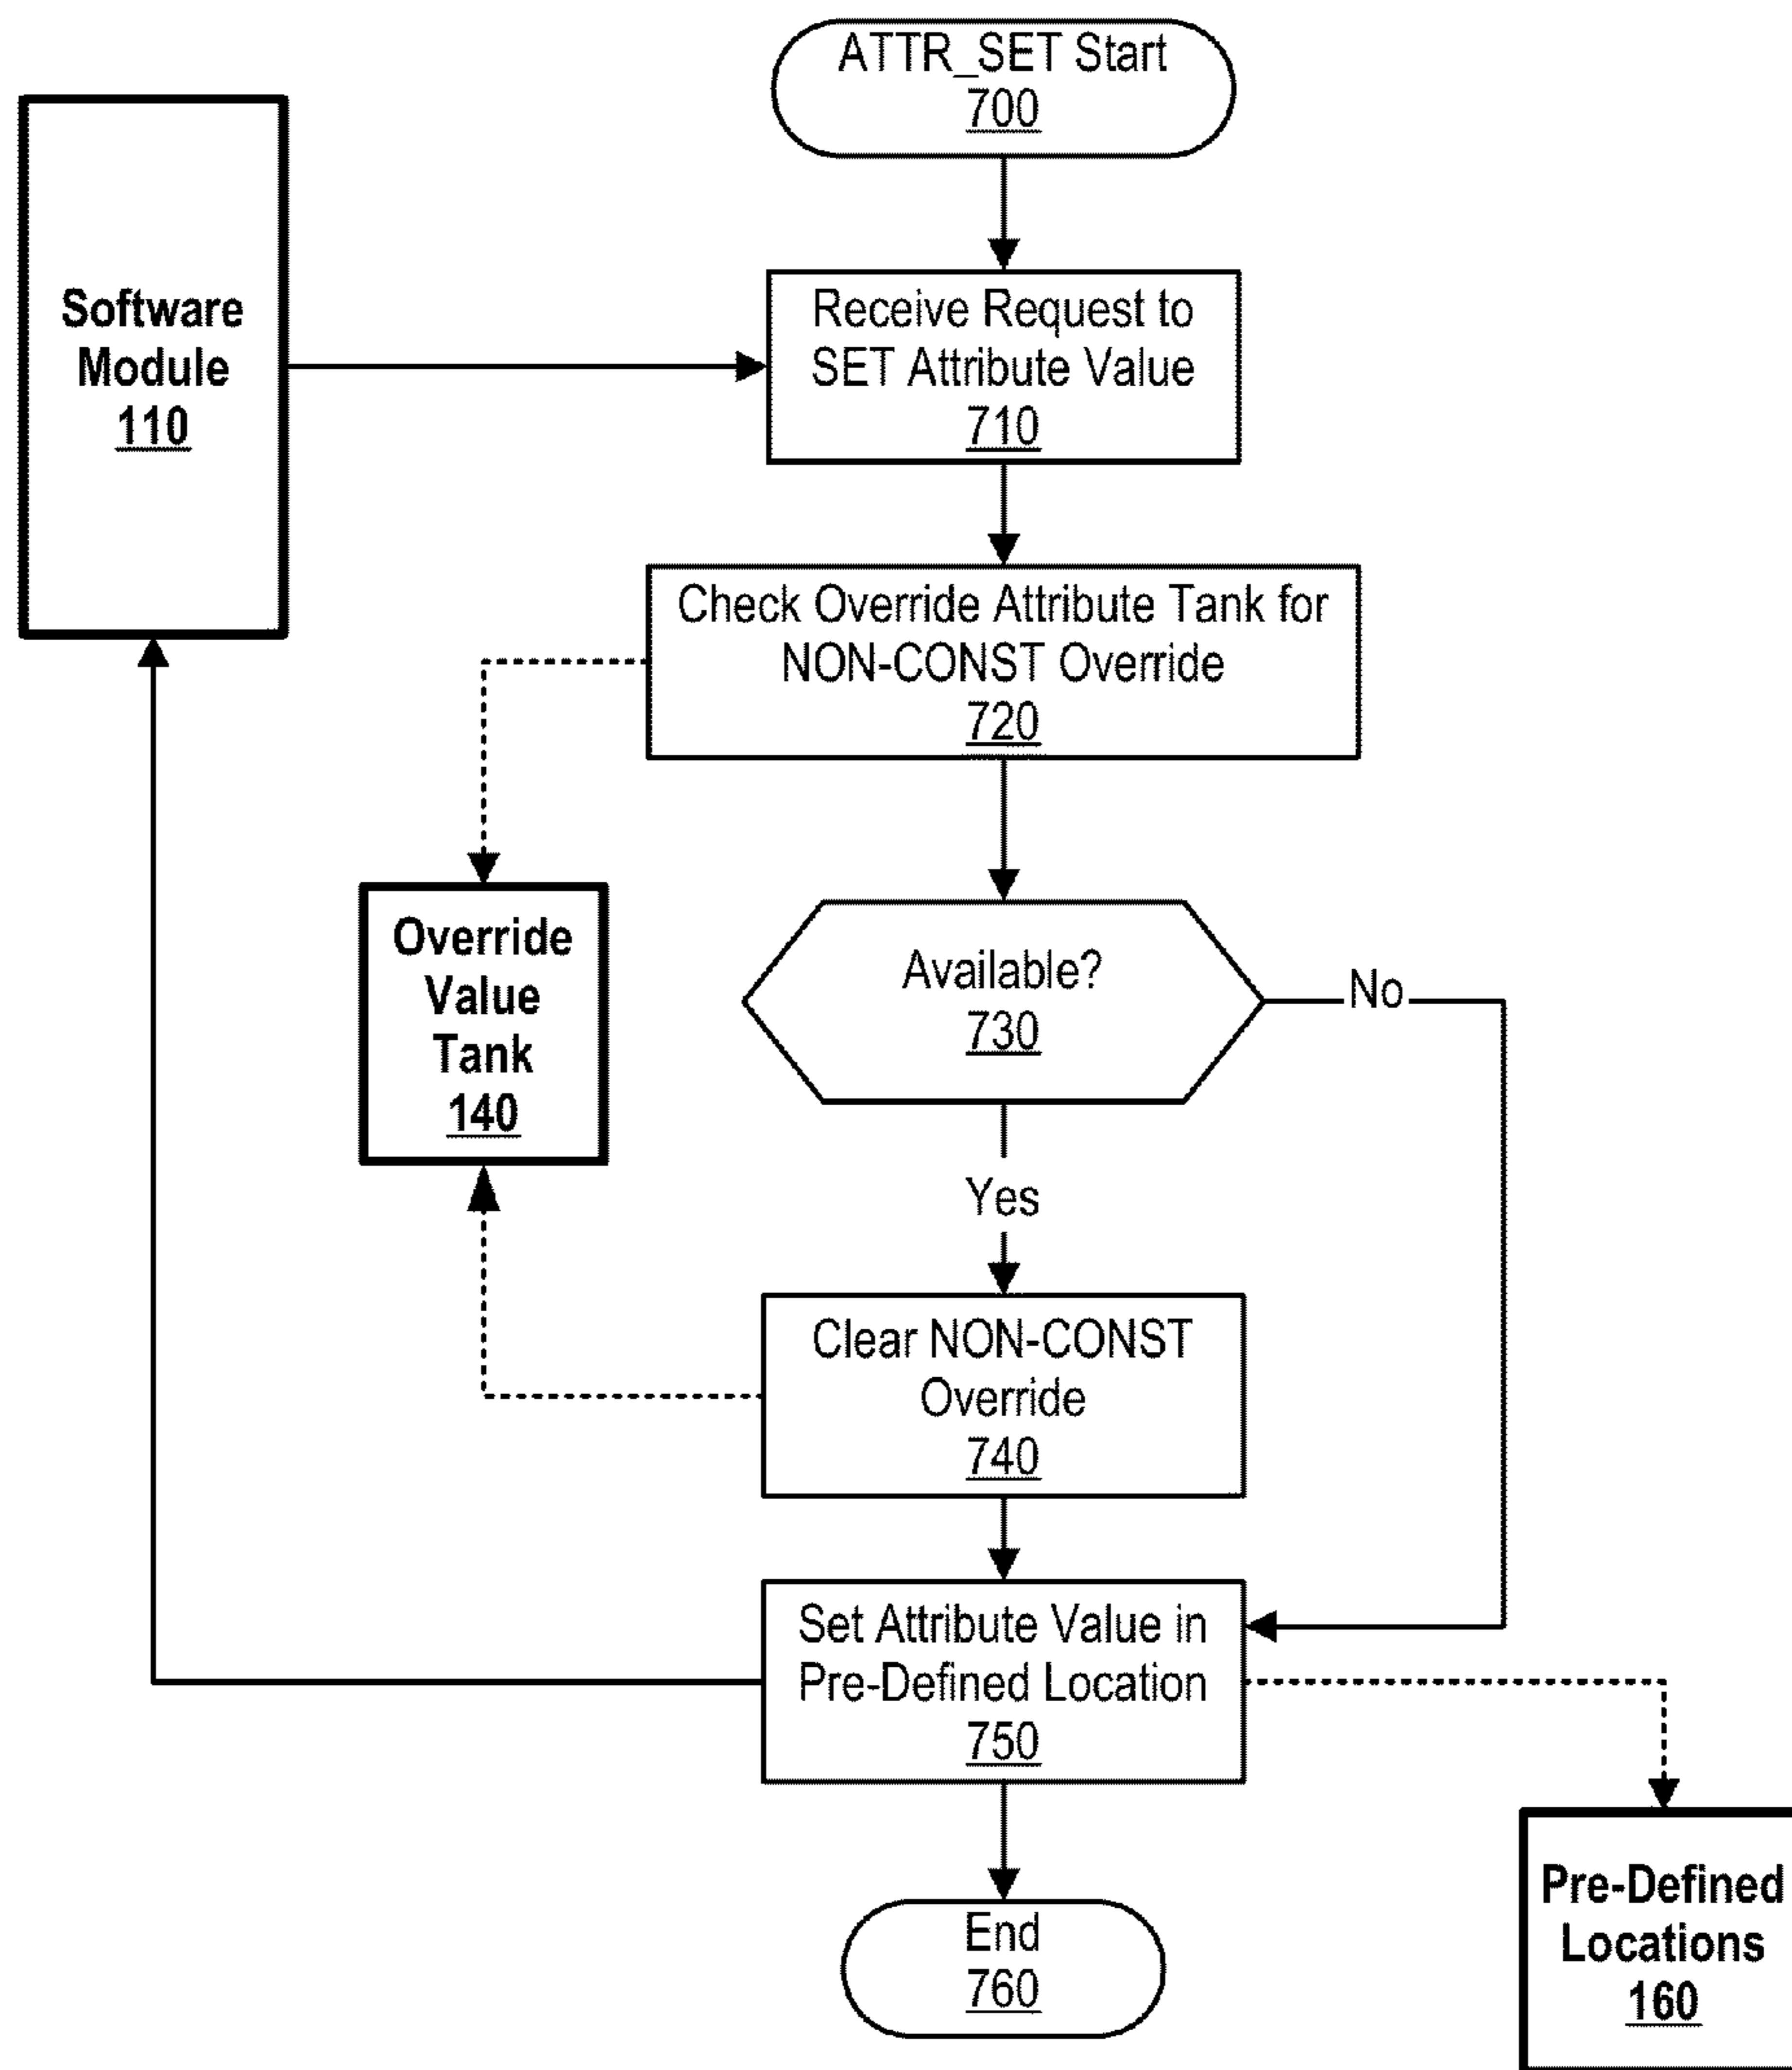 ATTR_SET Start
700
Software
Module
110
Receive Request to
SET Attribute Value
710
Check Override Attribute Tank for
NON-CONST Override
720
Override
Value
Tank
140
Available?
730
No
Yes
Clear NON-CONST
Override
740
Set Attribute Value in
Pre-Defined Location
750
Pre-Defined
Locations
160
End
760